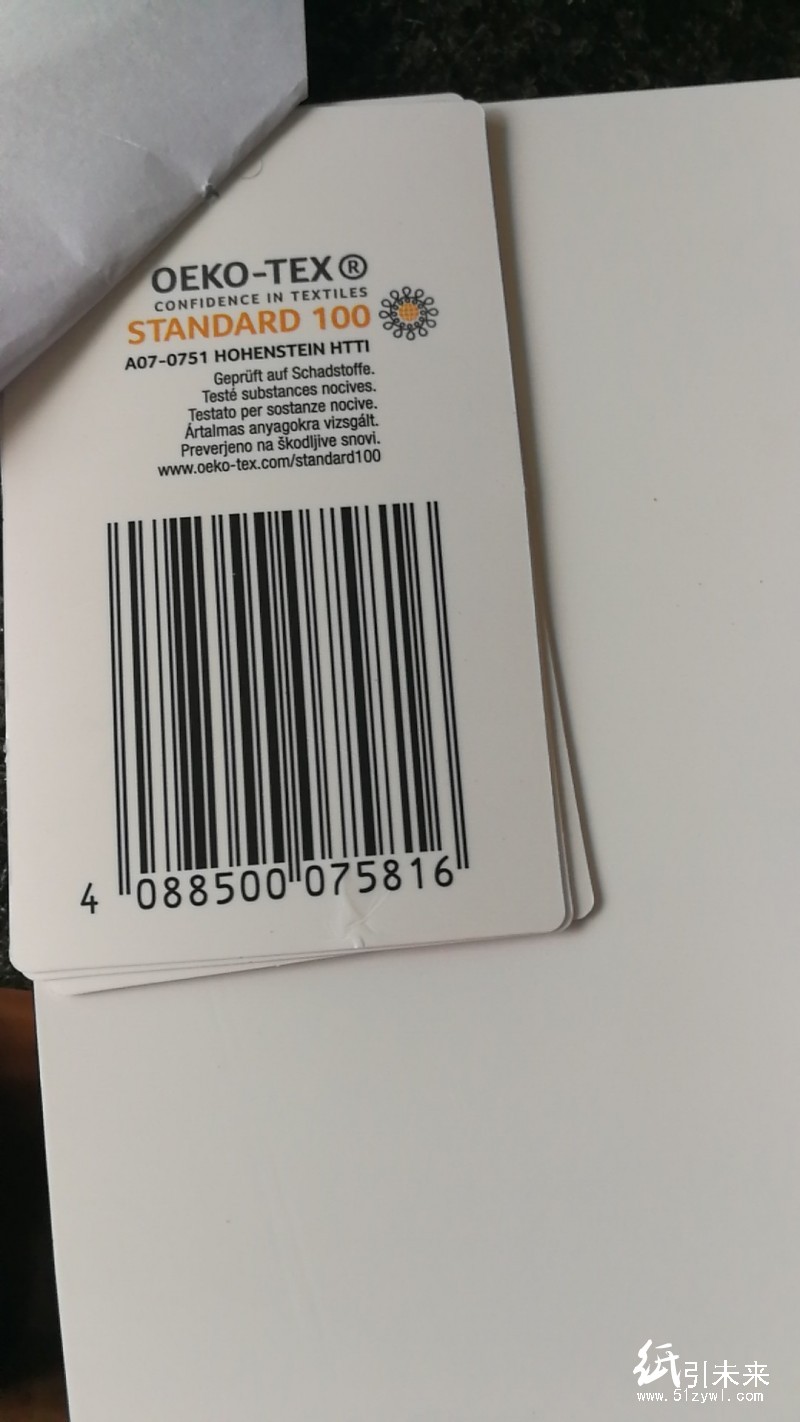 OEKO-TEX®
CONFIDENCE IN TEXTILES
STANDARD 100
A07-0751 HOHENSTEIN HTTI
Geprüft auf Schadstoffe.
Testé substances nocives.
Testato per sostanze nocive.
Ártalmas anyagokra vizsgált.
Preverjeno na škodljive snovi.
www.oeko-tex.com/standard100
4 088500 075816
纸引未来
www.51zywl.com